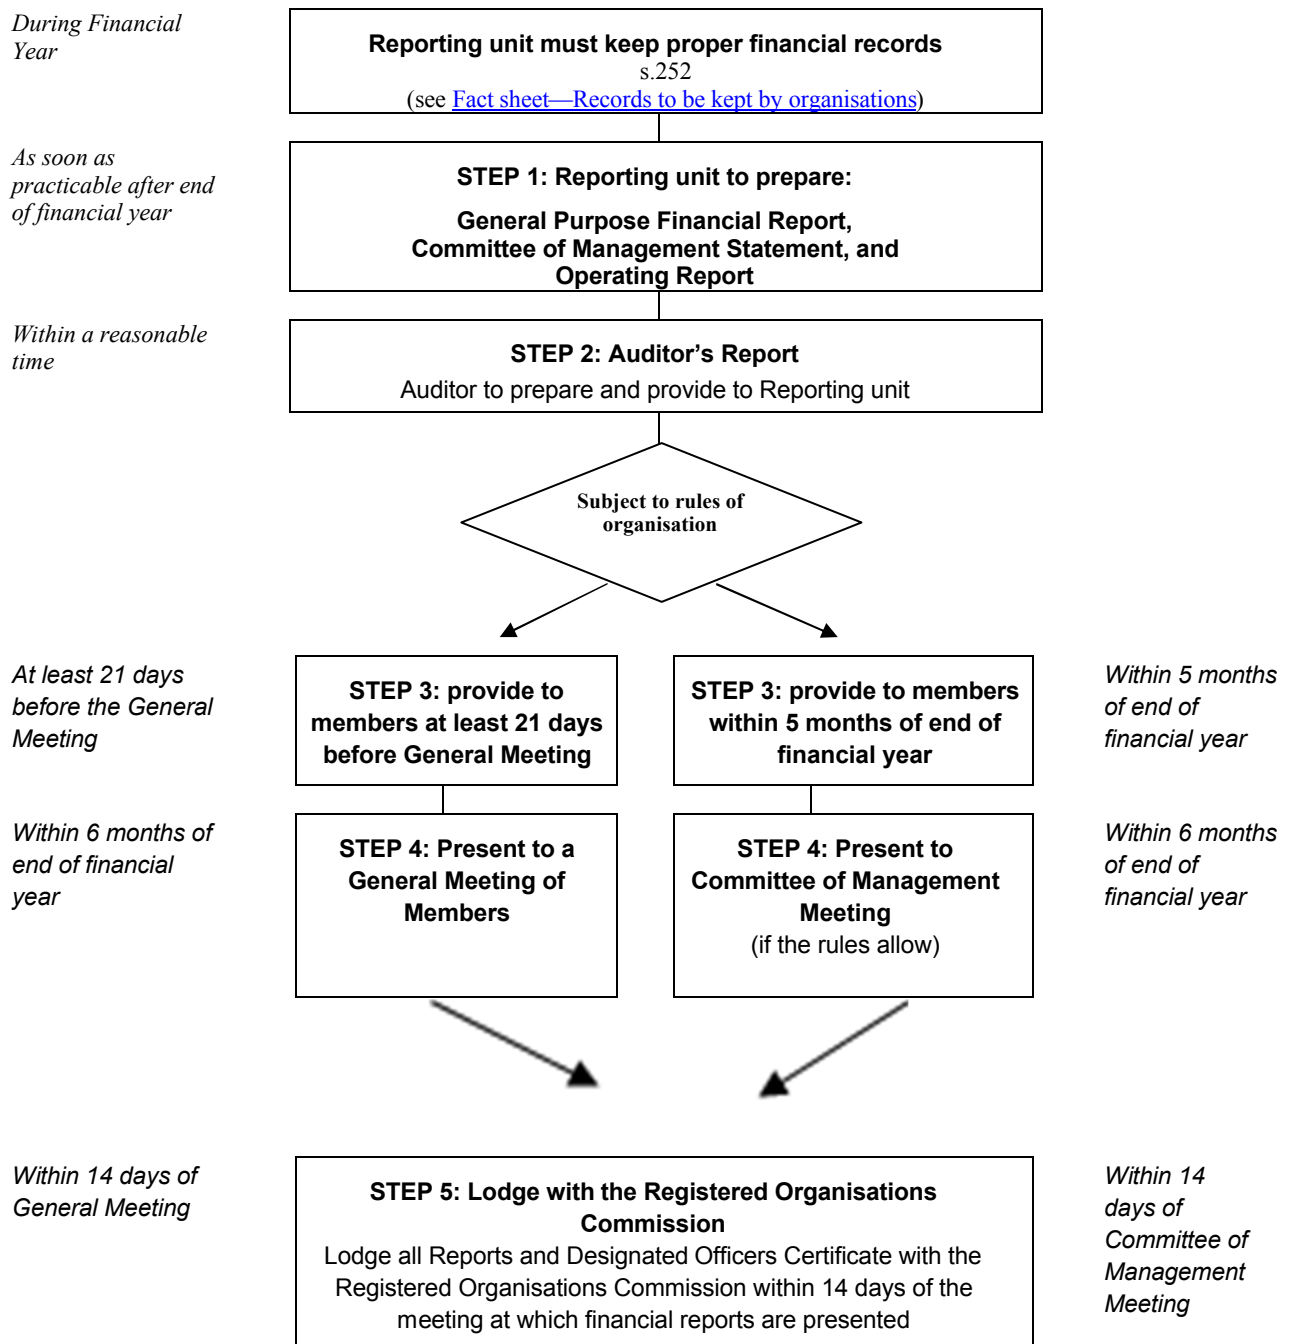 During Financial
Year
Reporting unit must keep proper financial records
s.252
(see Fact sheet—Records to be kept by organisations)
As soon as
practicable after end
of financial year
STEP 1: Reporting unit to prepare:
General Purpose Financial Report,
Committee of Management Statement, and
Operating Report
Within a reasonable
time
STEP 2: Auditor's Report
Auditor to prepare and provide to Reporting unit
Subject to rules of
organisation
At least 21 days
before the General
Meeting
STEP 3: provide to
members at least 21 days
before General Meeting
STEP 3: provide to members
within 5 months of end of
financial year
Within 5 months
of end of
financial year
Within 6 months of
end of financial
year
STEP 4: Present to a
General Meeting of
Members
STEP 4: Present to
Committee of Management
Meeting
(if the rules allow)
Within 6 months
of end of
financial year
Within 14 days of
General Meeting
STEP 5: Lodge with the Registered Organisations
Commission
Lodge all Reports and Designated Officers Certificate with the
Registered Organisations Commission within 14 days of the
meeting at which financial reports are presented
Within 14
days of
Committee of
Management
Meeting